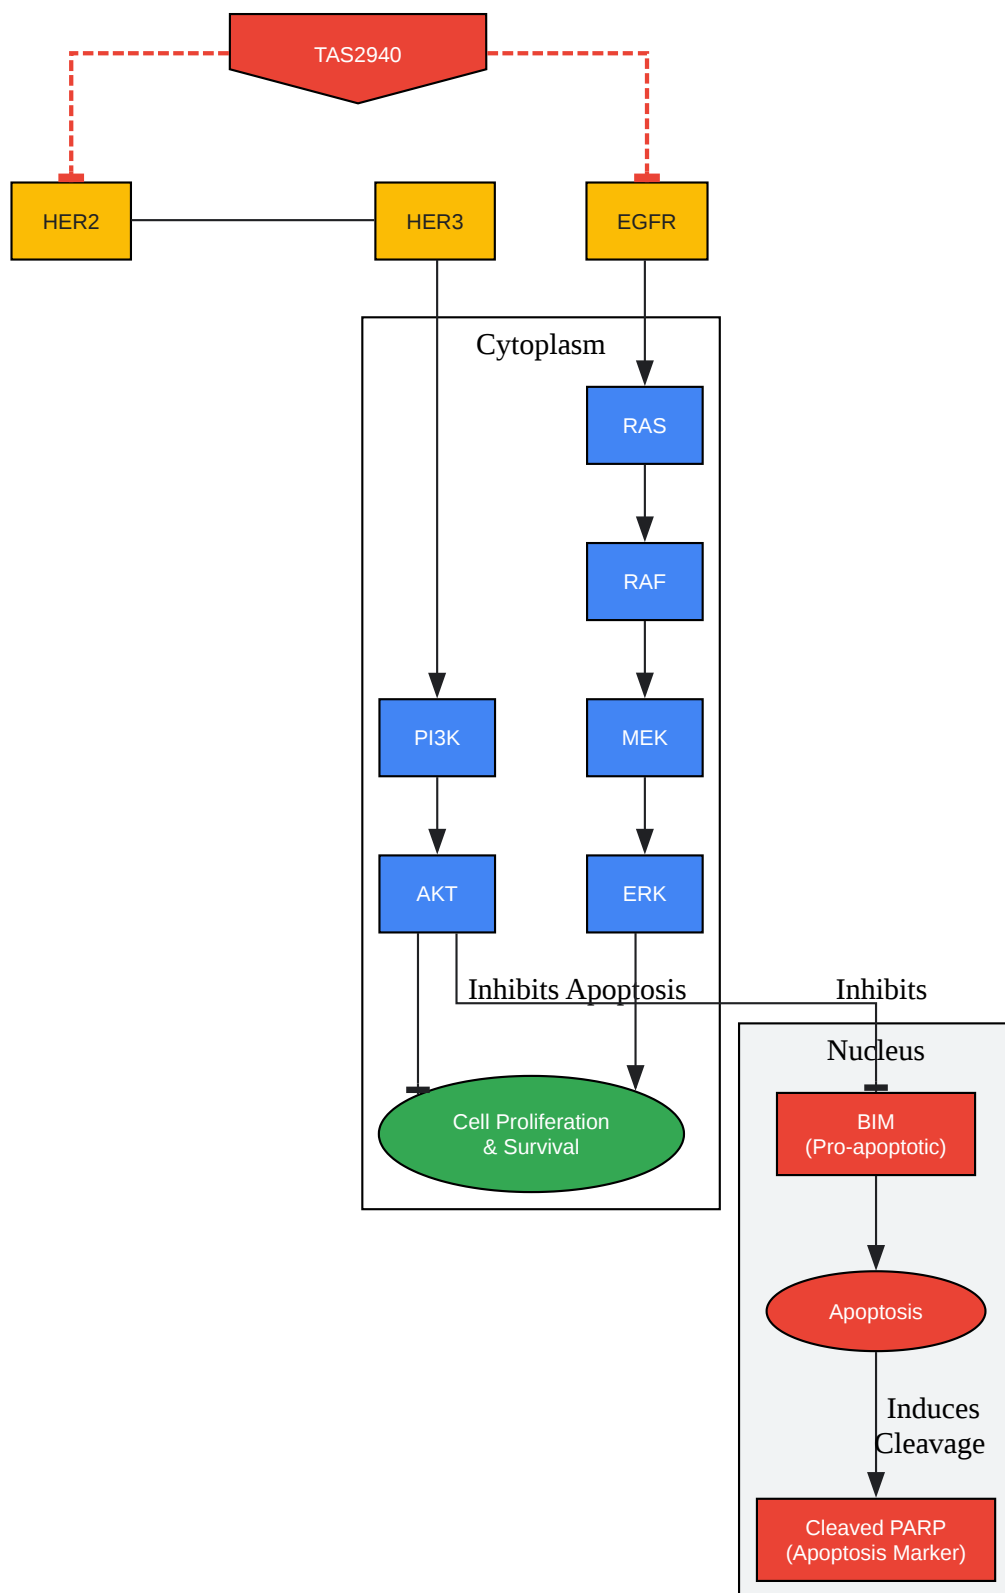 TAS2940
HER2
HER3
EGFR
Cytoplasm
RAS
RAF
PI3K
MEK
AKT
ERK
Inhibits Apoptosis
Inhibits
Nucleus
Cell Proliferation
& Survival
BIM
(Pro-apoptotic)
Apoptosis
Induces
Cleavage
Cleaved PARP
(Apoptosis Marker)